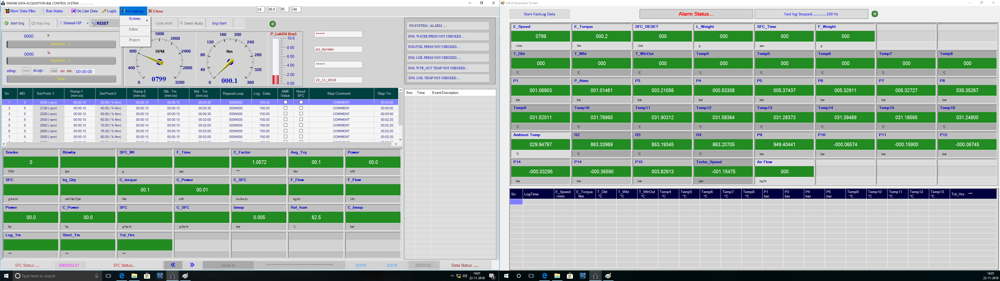 ENGINE DATA ACQUISITION && CONTROL SYSTEM . . . . . . . . .
Show Data Files Run Status On Line Data LogIn Pre-Settings Close 3.6 95.0 85 40
System
Editor
Project
Start Eng Stop Eng Manual-OP RESET Cycle_Hold Semi-Auto Eng-Start
0000 R
Set Point - 1 :
0000 %
Set Point - 2 :
nStep : 000 nLogs : 000 HH : MM : 00:00:00
Time :
0 400 800 1600 2000 2400 2800 3200 RPM 0799
0 40 80 120 160 200 240 280 320 360 Nm 000.1
P_LubOil (bar)
10.0
8.00
6.00
4.00
2.00
0.00
*****
prj_dynalec
*****
22_11_2018
NO SYSTEM - ALARM .....
ENG. WATER PRESS NOT CHECKED.....
ENG.FUEL PRESS NOT CHECKED.....
ENG. LOIL PRESS NOT CHECKED......
ENG. WTR_OUT TEMP NOT CHECKED....
ENG. LOIL TEMP NOT CHECKED.....
Sn MD Set Point -1 Ramp-1 (mm.ss) Set Point-2 Ramp 2 (mm.ss) Stb. Tm (mm.ss) Std. Tm (mm.ss) Repeat Loop Log Data SMK Value Read SFC Step Comment Step Tm
1 5 2000 ( rpm) 00:00:10 20.00 ( % Nm) 00:00:10 00:00:10 00:00:30 000N000 Y00.00 COMMENT 00:00:50
2 5 2100 ( rpm) 00:00:10 40.00 ( % Nm) 00:00:10 00:00:10 00:00:30 000N000 Y00.00 COMMENT 00:00:50
3 5 2200 ( rpm) 00:00:10 50.00 ( % Nm) 00:00:10 00:00:10 00:00:30 000N000 Y00.00 COMMENT 00:00:50
4 5 2400 ( rpm) 00:00:10 60.00 ( % Nm) 00:00:10 00:00:10 00:02:00 000N000 Y00.00 COMMENT 00:02:20
5 5 2500 ( rpm) 00:00:10 70.00 ( % Nm) 00:00:10 00:00:10 00:02:00 000N000 Y00.00 COMMENT 00:02:20
6 5 2800 ( rpm) 00:00:10 75.00 ( % Nm) 00:00:10 00:00:10 00:02:00 000N000 Y00.00 COMMENT 00:02:20
7 5 3000 ( rpm) 00:00:10 80.00 ( % Nm) 00:00:10 00:00:10 00:02:00 000N000 Y00.00 COMMENT 00:02:20
Sno Time Event Discription
Smoke Blowby SFC_Wt F_Time C_Factor Avg_Trq Power
0 1.0572 00.1 00.0
FSN lpm g sec *** Nm kW
SFC Inj_Qty C_torque C_Power C_SFC F_Flow F_Flow
00.1 00.01
g/kw.hr mm³/str/Cyln Nm kW ho/kw.hr kg/hr l/hr
Power C_Power SFC C_SFC bmep Rel_hum C_bmep
00.0 00.0 0.005 62.5
hp hp g/hp.hr g/hp.hr bar % bar
Log_Tm Start_Tm Tol_Hrs
*** *** ***
SFC Status ..... 0000:02:31 SFC Status... Serial In ************************************ 0.010 0.010 02:01:02 Data Status .......
Type here to search 14:01 22-11-2018 3
InPut Parameter Screen
Start-FastLog Data Alarm Status... Fast log Stopped..............100 Hz
E_Speed E_Torque SFC_RESET L_Weight SFC_Time F_Weight
0799 000.2 000 000 000 000
r/min Nm Unit g sec g
T_Dbt T_Wbt T_WtrOut Temp4 Temp5 Temp6 Temp7 Temp8
000 000 000 000 000 000 000 000
°C °C °C °C °C °C °C °C
P1 P_Atms P3 P4 P5 P6 P7 P8
001.06903 001.01461 003.21056 000.53308 005.37437 005.32911 005.32727 535.35267
bar bar bar bar bar bar bar bar
Temp9 Temp10 Temp11 Temp12 Temp13 Temp14 Temp15 Temp16
031.52011 031.78965 031.90312 031.58364 031.28373 031.39489 031.18565 031.24800
°C °C °C °C °C °C °C °C
Ambient Temp R2 R3 R4 P9 P10 P11 P12
029.94797 863.33969 863.19345 863.20705 949.40441 -000.06574 -000.15900 -000.06745
°C °C °C °C bar bar bar bar
P14 P14 P15 Turbo_Speed Air Flow
-000.03295 -000.36590 003.82613 -001.15475 000
bar bar bar rpm kg/hr
Sn LogTime E_Speed r/min E_Torque Nm T_Dbt °C T_Wbt °C T_WtrOut °C Temp4 °C Temp5 °C Temp6 °C Temp7 °C Temp8 °C P1 bar P3 bar P4 bar P5 bar Temp9 °C Temp10 °C Temp11 °C Temp12 °C Temp13 °C Tol_Hrs ***
14:01
22-11-2018